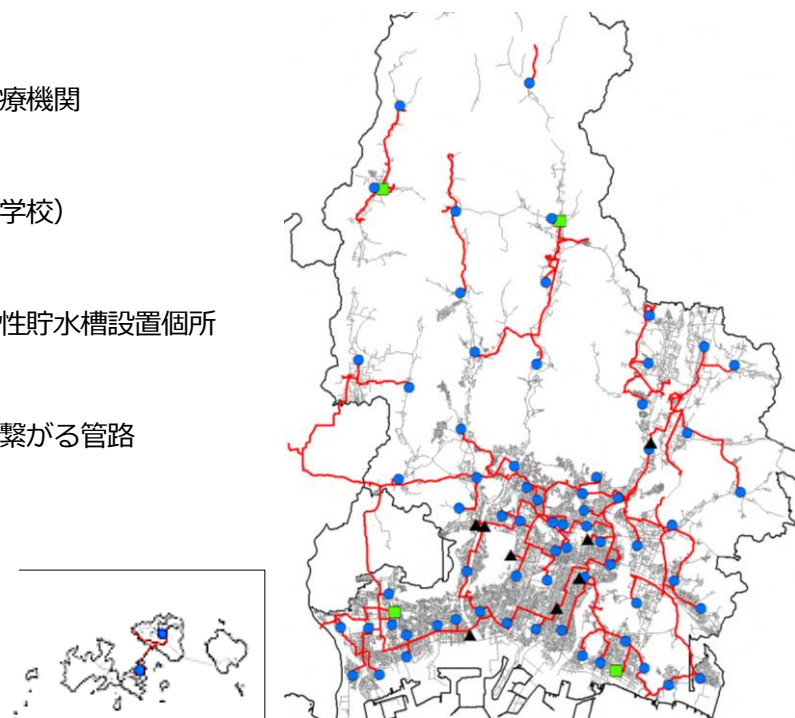 療機関
学校）
性貯水槽設置個所
繋がる管路